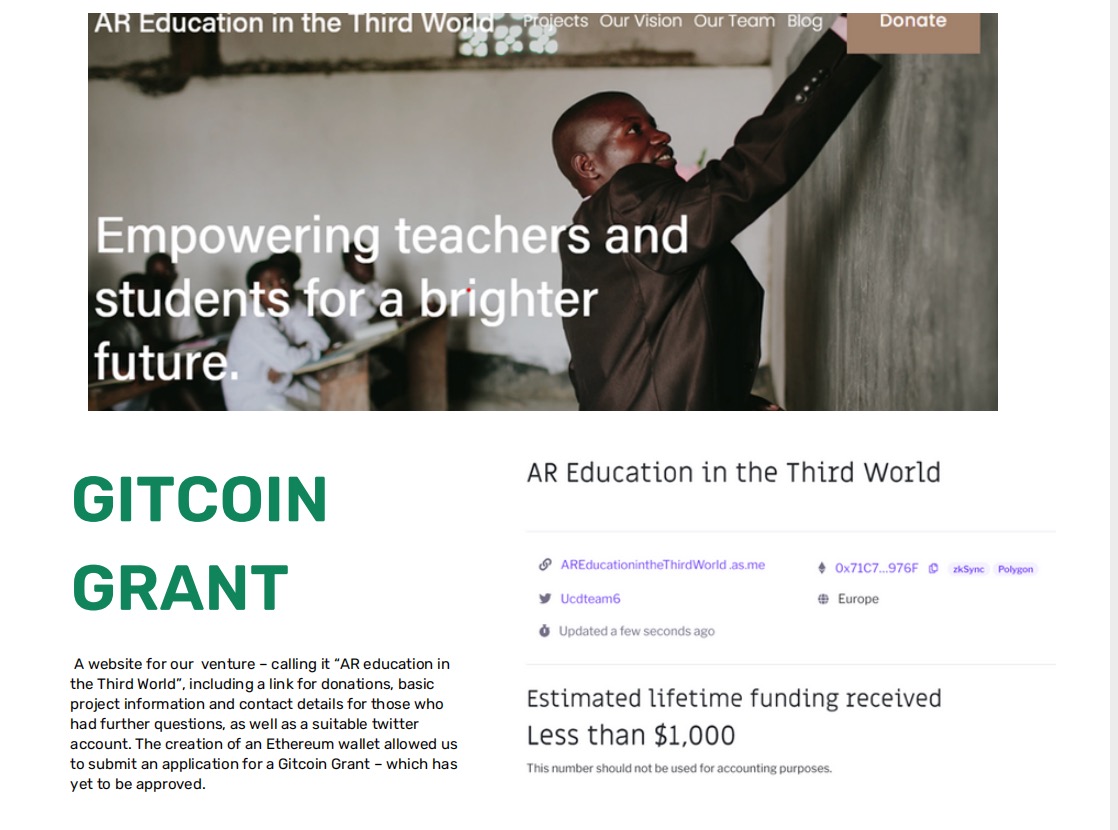 AR Education in the Third World Projects Our Vision Our Team Blog Donate
Empowering teachers and
students for a brighter
future.
GITCOIN
GRANT
A website for our venture – calling it “AR education in
the Third World”, including a link for donations, basic
project information and contact details for those who
had further questions, as well as a suitable twitter
account. The creation of an Ethereum wallet allowed us
to submit an application for a Gitcoin Grant – which has
yet to be approved.
AR Education in the Third World
AREducationintheThirdWorld .as.me
0x71C7...976F zkSync Polygon
Ucdteam6
Europe
Updated a few seconds ago
Estimated lifetime funding received
Less than $1,000
This number should not be used for accounting purposes.